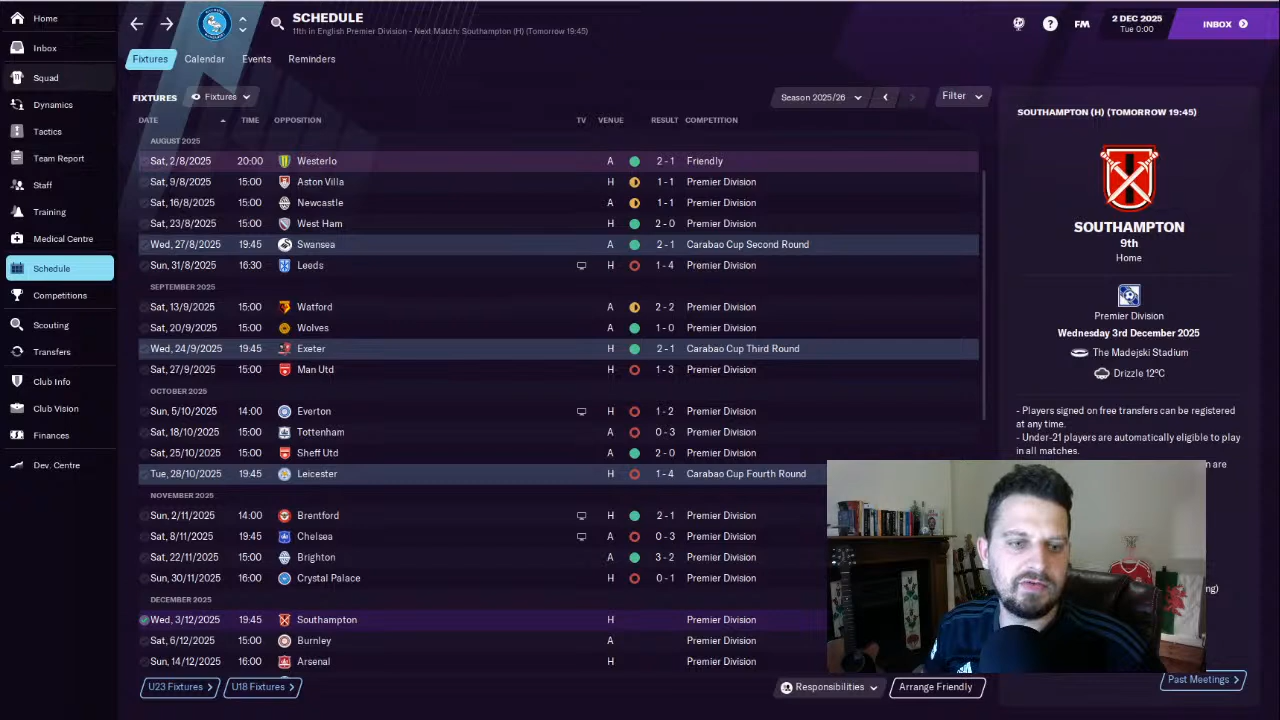 Home
Inbox
Squad
Dynamics
Tactics
Team Report
Staff
Training
Medical Centre
Schedule
Competitions
Scouting
Transfers
Club Info
Club Vision
Finances
Dev. Centre
SCHEDULE
11th in English Premier Division - Next Match: Southampton (H) (Tomorrow 19:45)
? FM 2 DEC 2025
Tue 0:00
INBOX
Fixtures Calendar Events Reminders
FIXTURES Fixtures Season 2025/26 Filter
DATE TIME OPPOSITION TV VENUE RESULT COMPETITION
AUGUST 2025
Sat, 2/8/2025 20:00 Westerlo A 2 - 1 Friendly
Sat, 9/8/2025 15:00 Aston Villa H 1 - 1 Premier Division
Sat, 16/8/2025 15:00 Newcastle A 1 - 1 Premier Division
Sat, 23/8/2025 15:00 West Ham H 2 - 0 Premier Division
Wed, 27/8/2025 19:45 Swansea A 2 - 1 Carabao Cup Second Round
Sun, 31/8/2025 16:30 Leeds H 1 - 4 Premier Division
SEPTEMBER 2025
Sat, 13/9/2025 15:00 Watford A 2 - 2 Premier Division
Sat, 20/9/2025 15:00 Wolves A 1 - 0 Premier Division
Wed, 24/9/2025 19:45 Exeter H 2 - 1 Carabao Cup Third Round
Sat, 27/9/2025 15:00 Man Utd H 1 - 3 Premier Division
OCTOBER 2025
Sun, 5/10/2025 14:00 Everton H 1 - 2 Premier Division
Sat, 18/10/2025 15:00 Tottenham A 0 - 3 Premier Division
Sat, 25/10/2025 15:00 Sheff Utd A 2 - 0 Premier Division
Tue, 28/10/2025 19:45 Leicester H 1 - 4 Carabao Cup Fourth Round
NOVEMBER 2025
Sun, 2/11/2025 14:00 Brentford H 2 - 1 Premier Division
Sat, 8/11/2025 19:45 Chelsea A 0 - 3 Premier Division
Sat, 22/11/2025 15:00 Brighton A 3 - 2 Premier Division
Sun, 30/11/2025 16:00 Crystal Palace H 0 - 1 Premier Division
DECEMBER 2025
Wed, 3/12/2025 19:45 Southampton H Premier Division
Sat, 6/12/2025 15:00 Burnley A Premier Division
Sun, 14/12/2025 16:00 Arsenal H Premier Division
U23 Fixtures U18 Fixtures Responsibilities Arrange Friendly
SOUTHAMPTON (H) (TOMORROW 19:45)
SOUTHAMPTON
9th
Home
Premier Division
Wednesday 3rd December 2025
The Madejski Stadium
Drizzle 12ºC
- Players signed on free transfers can be registered
at any time.
- Under-21 players are automatically eligible to play
in all matches.
Past Meetings